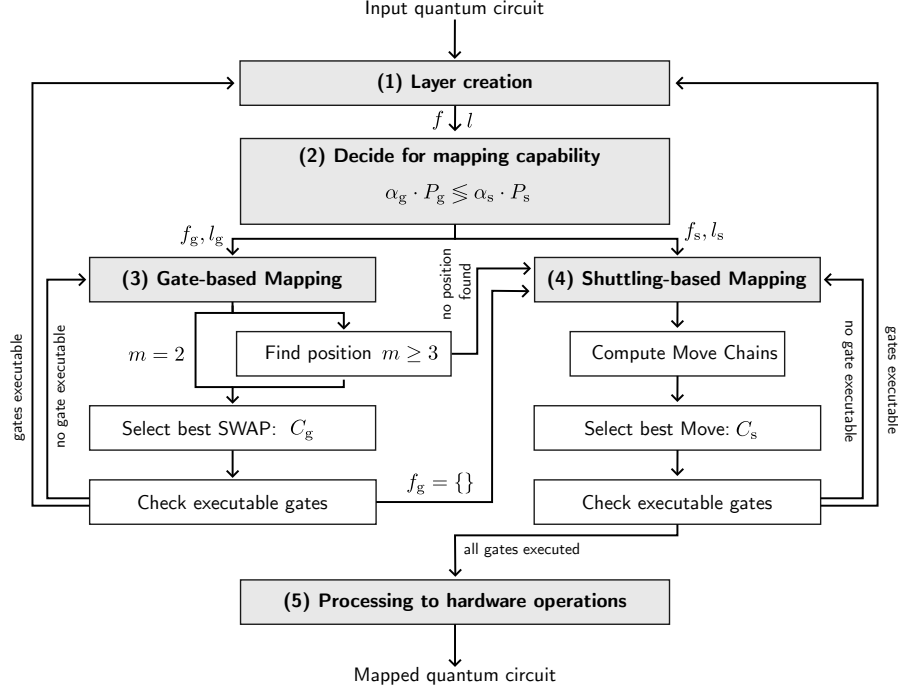 Input quantum circuit
(1) Layer creation
f l
(2) Decide for mapping capability
α_g · P_g ≶ α_s · P_s
f_g, l_g
f_s, l_s
(3) Gate-based Mapping
no position
found
(4) Shuttling-based Mapping
m = 2
Find position m ≥ 3
Compute Move Chains
gates executable
no gate executable
no gate executable
gates executable
Select best SWAP: C_g
Select best Move: C_s
Check executable gates
f_g = {}
Check executable gates
all gates executed
(5) Processing to hardware operations
Mapped quantum circuit